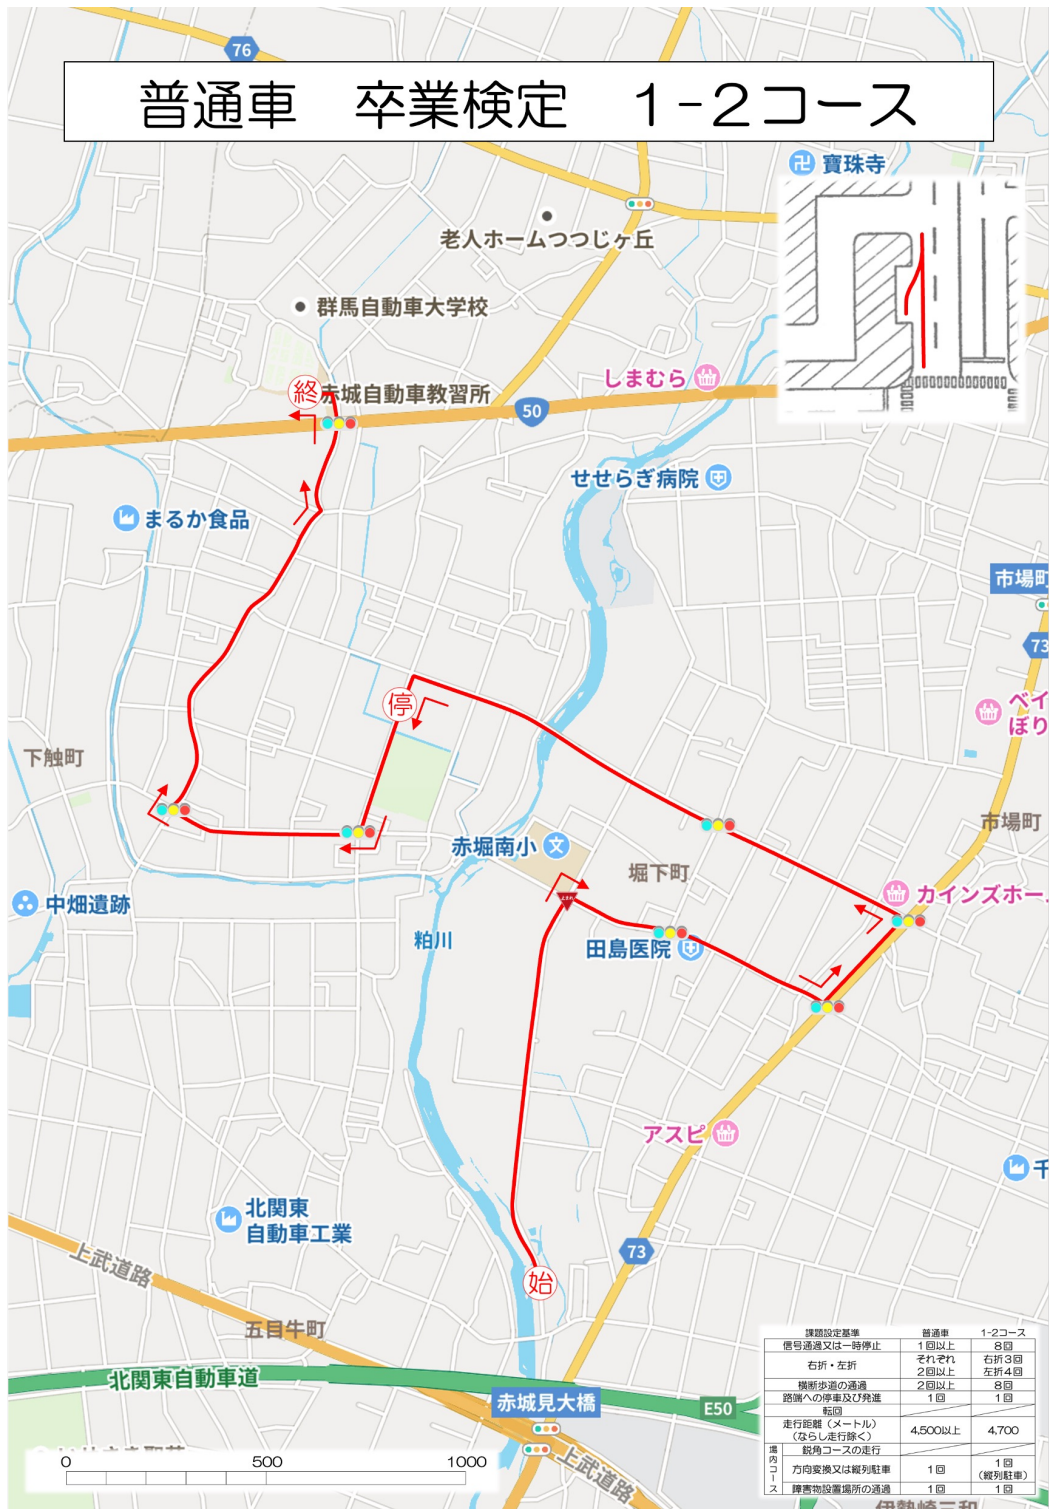 76
普通車　卒業検定　1-2コース
寶珠寺
老人ホームつつじヶ丘
群馬自動車大学校
しまむら
終
赤城自動車教習所
50
せせらぎ病院
まるか食品
市場町
73
停
ベイ
ぼり
下触町
市場町
赤堀南小
文
堀下町
カインズホー
中畑遺跡
止まれ
粕川
田島医院
アスピ
千
北関東
自動車工業
73
上武道路
始
五目牛町
北関東自動車道
赤城見大橋
E50
上武道路
0 500 1000
課題設定基準 普通車 1-2コース
信号通過又は一時停止 1回以上 8回
右折・左折 それぞれ2回以上 右折3回左折4回
横断歩道の通過 2回以上 8回
路端への停車及び発進 1回 1回
転回
走行距離（メートル）（ならし走行除く） 4,500以上 4,700
場内コース
鋭角コースの走行
方向変換又は縦列駐車 1回 1回（縦列駐車）
障害物設置場所の通過 1回 1回
伊勢崎三和